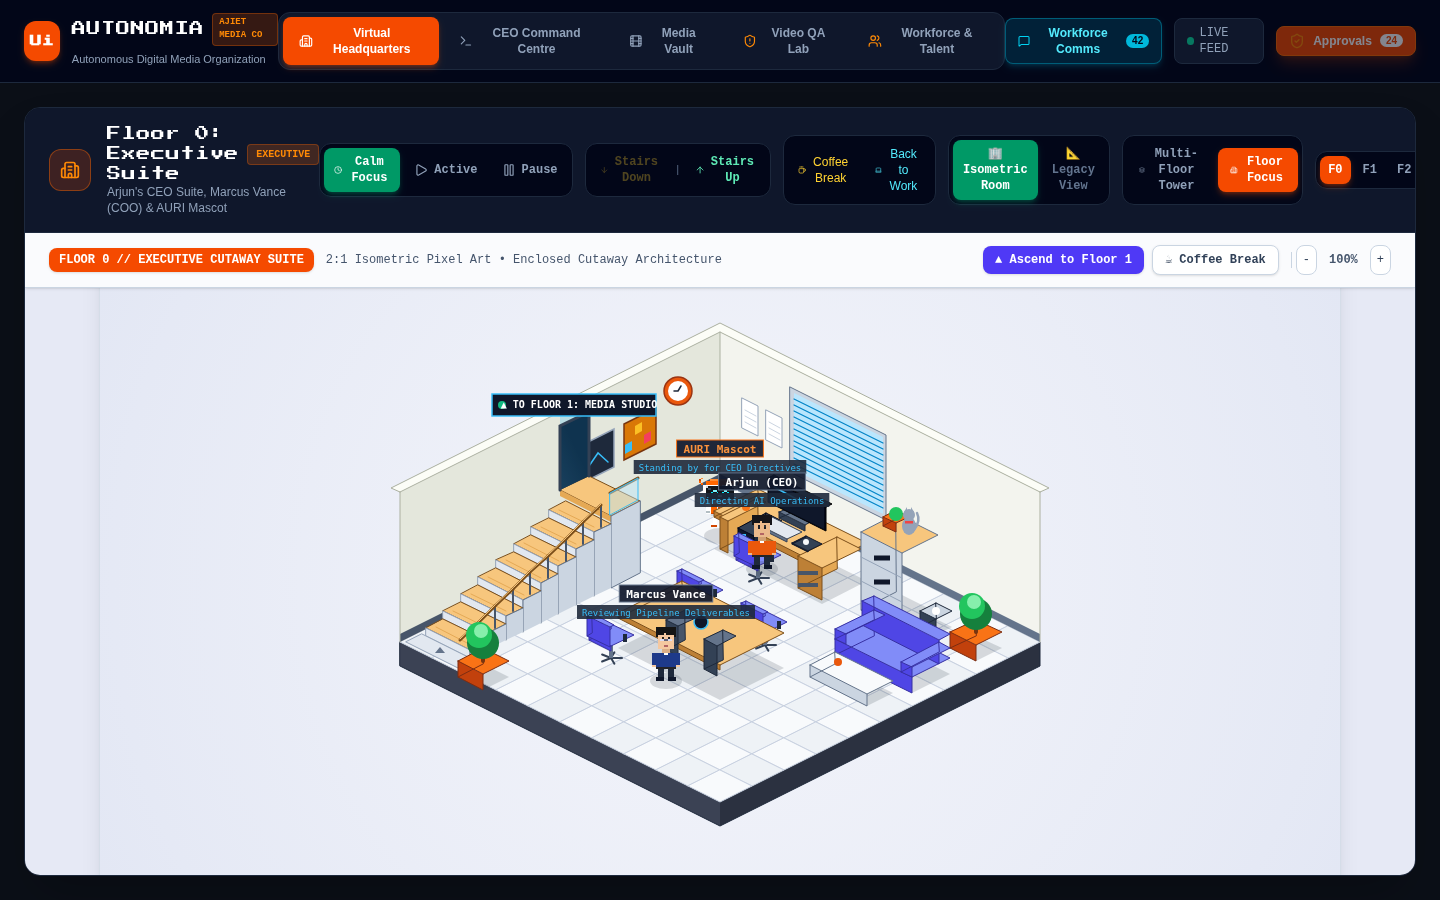 Ui
AUTONOMIA
AJIET
MEDIA CO
Autonomous Digital Media Organization
Virtual
Headquarters
CEO Command
Centre
Media
Vault
Video QA
Lab
Workforce &
Talent
Workforce
Comms
42
LIVE
FEED
Approvals
24
Floor 0:
Executive
Suite
EXECUTIVE
Arjun's CEO Suite, Marcus Vance
(COO) & AURI Mascot
Calm
Focus
Active
Pause
Stairs
Down
|
Stairs
Up
Coffee
Break
Back
to
Work
Isometric
Room
Legacy
View
Multi-
Floor
Tower
Floor
Focus
F0
F1
F2
FLOOR 0 // EXECUTIVE CUTAWAY SUITE
2:1 Isometric Pixel Art • Enclosed Cutaway Architecture
▲ Ascend to Floor 1
☕ Coffee Break
-
100%
+
▲ TO FLOOR 1: MEDIA STUDIO
AURI Mascot
Standing by for CEO Directives
Arjun (CEO)
Directing AI Operations
Marcus Vance
Reviewing Pipeline Deliverables